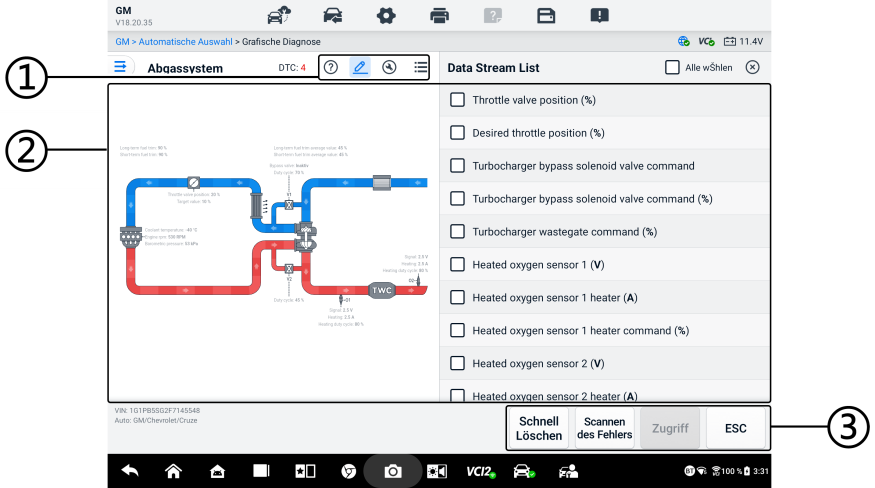 GM
V18.20.35
GM > Automatische Auswahl > Grafische Diagnose
VCI
11.4V
1
Abgassystem
DTC: 4
Data Stream List
Alle wŠhlen
2
Long term fuel trim: 90 %
Short term fuel trim: 90 %
Long term fuel trim average value: 45 %
Short term fuel trim average value: 45 %
Bypass valve: Inaktiv
Duty cycle: 70 %
V1
Throttle valve position: 20 %
Target value: 10 %
Coolant temperature: -40 °C
Engine rpm: 500 RPM
Barometric pressure: 54 kPa
Signal: 2.5 V
Heating: 2.5 A
Heating duty cycle: 80 %
O2
TWC
V2
Duty cycle: 45 %
O1
Signal: 2.5 V
Heating: 2.5 A
Heating duty cycle: 80 %
Throttle valve position (%)
Desired throttle position (%)
Turbocharger bypass solenoid valve command
Turbocharger bypass solenoid valve command (%)
Turbocharger wastegate command (%)
Heated oxygen sensor 1 (V)
Heated oxygen sensor 1 heater (A)
Heated oxygen sensor 1 heater command (%)
Heated oxygen sensor 2 (V)
Heated oxygen sensor 2 heater (A)
VIN: 1G1PB5SG2F7145548
Auto: GM/Chevrolet/Cruze
Schnell
Löschen
Scannen
des Fehlers
Zugriff
ESC
3
VCI2
BT
100 %
3:31